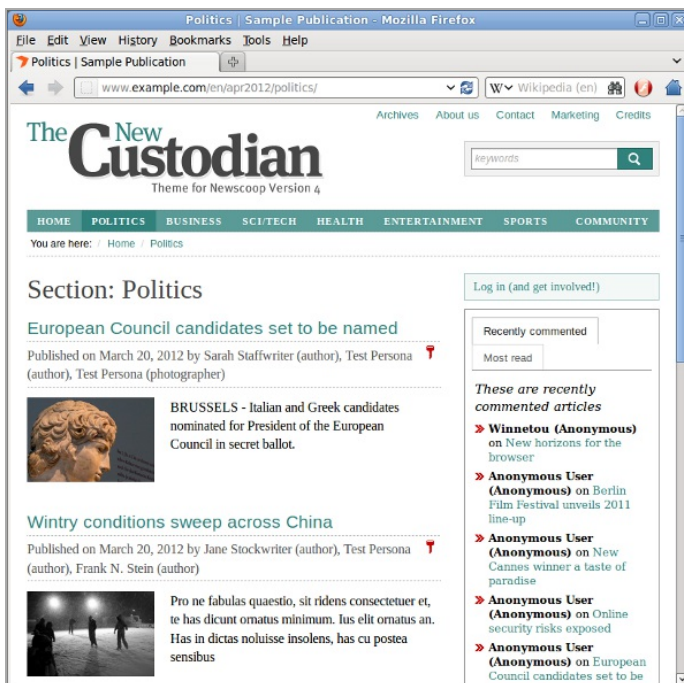 Politics | Sample Publication - Mozilla Firefox
File Edit View History Bookmarks Tools Help
Politics | Sample Publication
www.example.com/en/apr2012/politics/
Wikipedia (en)
Archives About us Contact Marketing Credits
The New
Custodian
Theme for Newscoop Version 4
keywords
HOME POLITICS BUSINESS SCI/TECH HEALTH ENTERTAINMENT SPORTS COMMUNITY
You are here: / Home / Politics
Section: Politics
European Council candidates set to be named
Published on March 20, 2012 by Sarah Staffwriter (author), Test Persona
(author), Test Persona (photographer)
BRUSSELS - Italian and Greek candidates
nominated for President of the European
Council in secret ballot.
Wintry conditions sweep across China
Published on March 20, 2012 by Jane Stockwriter (author), Test Persona
(author), Frank N. Stein (author)
Pro ne fabulas quaestio, sit ridens consectetuer et,
te has dicunt ornatus minimum. Ius elit ornatus an.
Has in dictas noluisse insolens, has cu postea
sensibus
Log in (and get involved!)
Recently commented
Most read
These are recently
commented articles
Winnetou (Anonymous)
on New horizons for the
browser
Anonymous User
(Anonymous) on Berlin
Film Festival unveils 2011
line-up
Anonymous User
(Anonymous) on New
Cannes winner a taste of
paradise
Anonymous User
(Anonymous) on Online
security risks exposed
Anonymous User
(Anonymous) on European
Council candidates set to be